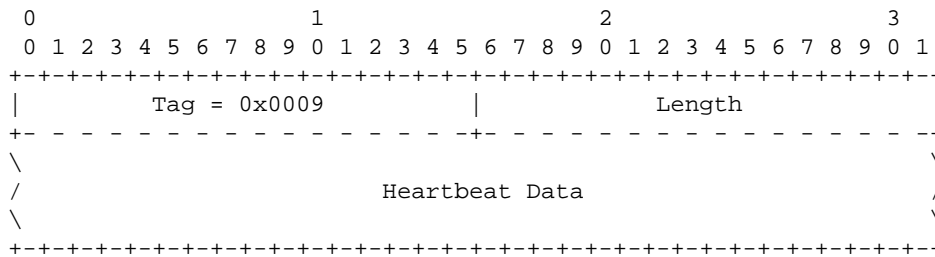 0                   1                   2                   3
 0 1 2 3 4 5 6 7 8 9 0 1 2 3 4 5 6 7 8 9 0 1 2 3 4 5 6 7 8 9 0 1
+-+-+-+-+-+-+-+-+-+-+-+-+-+-+-+-+-+-+-+-+-+-+-+-+-+-+-+-+-+-+-+-
|         Tag = 0x0009          |            Length
+- - - - - - - - - - - - - - - -+- - - - - - - - - - - - - - - --
\                                                               \
/                         Heartbeat Data                        /
\                                                               \
+-+-+-+-+-+-+-+-+-+-+-+-+-+-+-+-+-+-+-+-+-+-+-+-+-+-+-+-+-+-+-+-